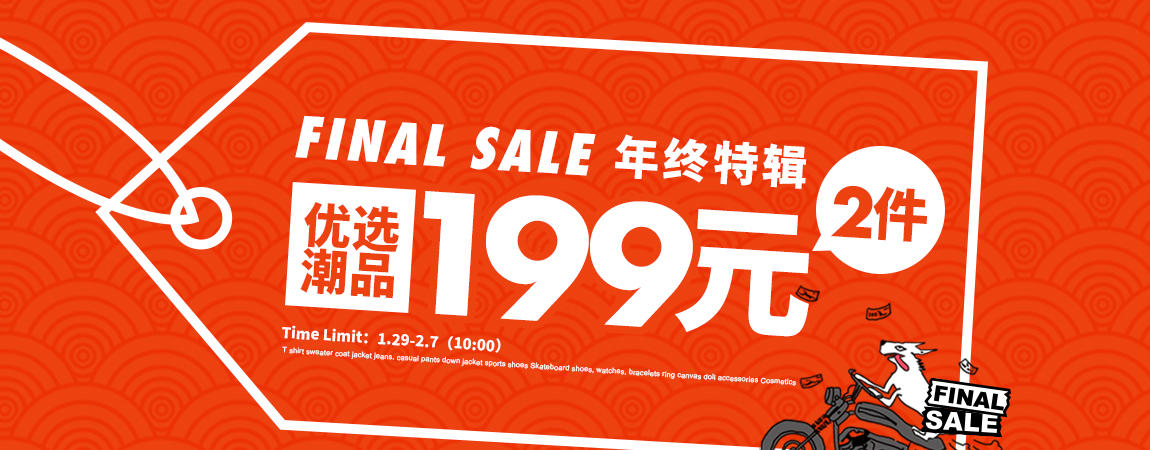 FINAL SALE 年终特辑
优选
潮品
199元
2件
Time Limit：1.29-2.7（10:00）
T shirt sweater coat jacket jeans, casual pants down jacket sports shoes Skateboard shoes, watches, bracelets ring canvas doll accessories Cosmetics
FINAL
SALE